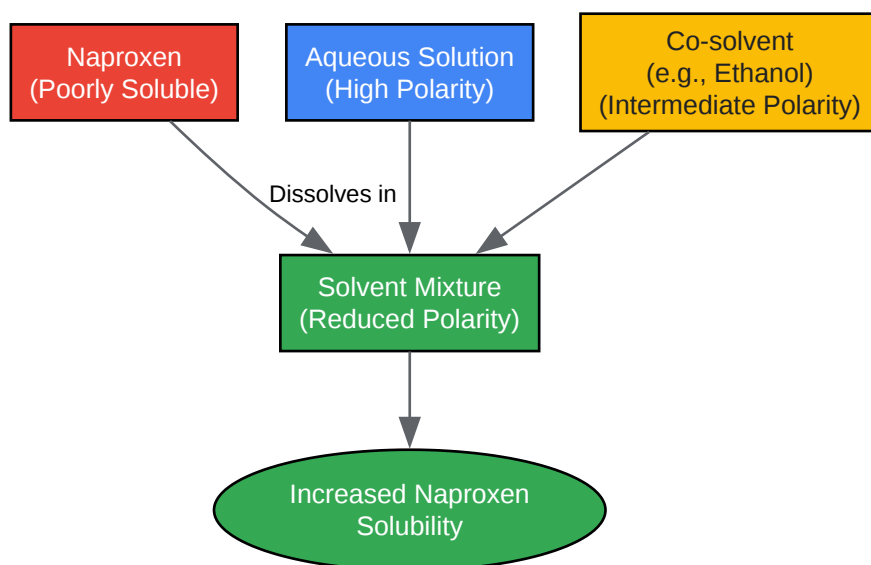 Naproxen
(Poorly Soluble)
Aqueous Solution
(High Polarity)
Co-solvent
(e.g., Ethanol)
(Intermediate Polarity)
Dissolves in
Solvent Mixture
(Reduced Polarity)
Increased Naproxen
Solubility